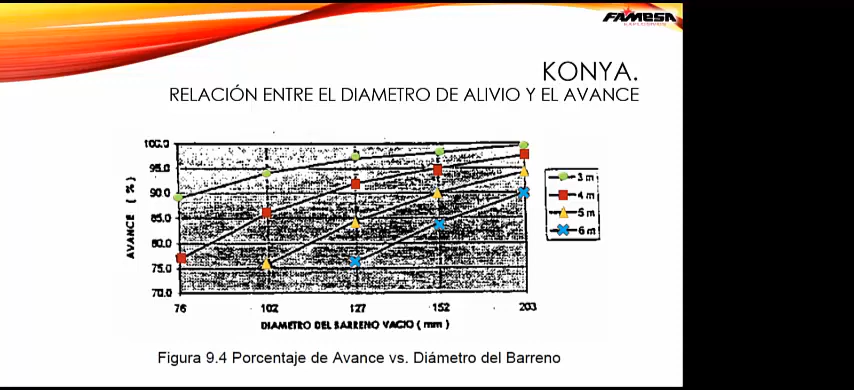 FAMESA
KONYA.
RELACIÓN ENTRE EL DIAMETRO DE ALIVIO Y EL AVANCE
100.0
95.0
90.0
85.0
80.0
75.0
70.0
AVANCE ( % )
76 102 127 152 203
DIAMETRO DEL BARRENO VACIO ( mm )
3 m
4 m
5 m
6 m
Figura 9.4 Porcentaje de Avance vs. Diámetro del Barreno